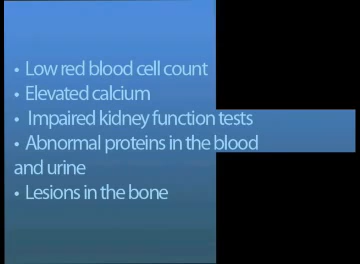 • Low red blood cell count
• Elevated calcium
• Impaired kidney function tests
• Abnormal proteins in the blood
and urine
• Lesions in the bone